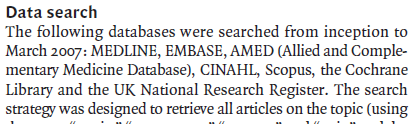 Data search
The following databases were searched from inception to
March 2007: MEDLINE, EMBASE, AMED (Allied and Comple-
mentary Medicine Database), CINAHL, Scopus, the Cochrane
Library and the UK National Research Register. The search
strategy was designed to retrieve all articles on the topic (using